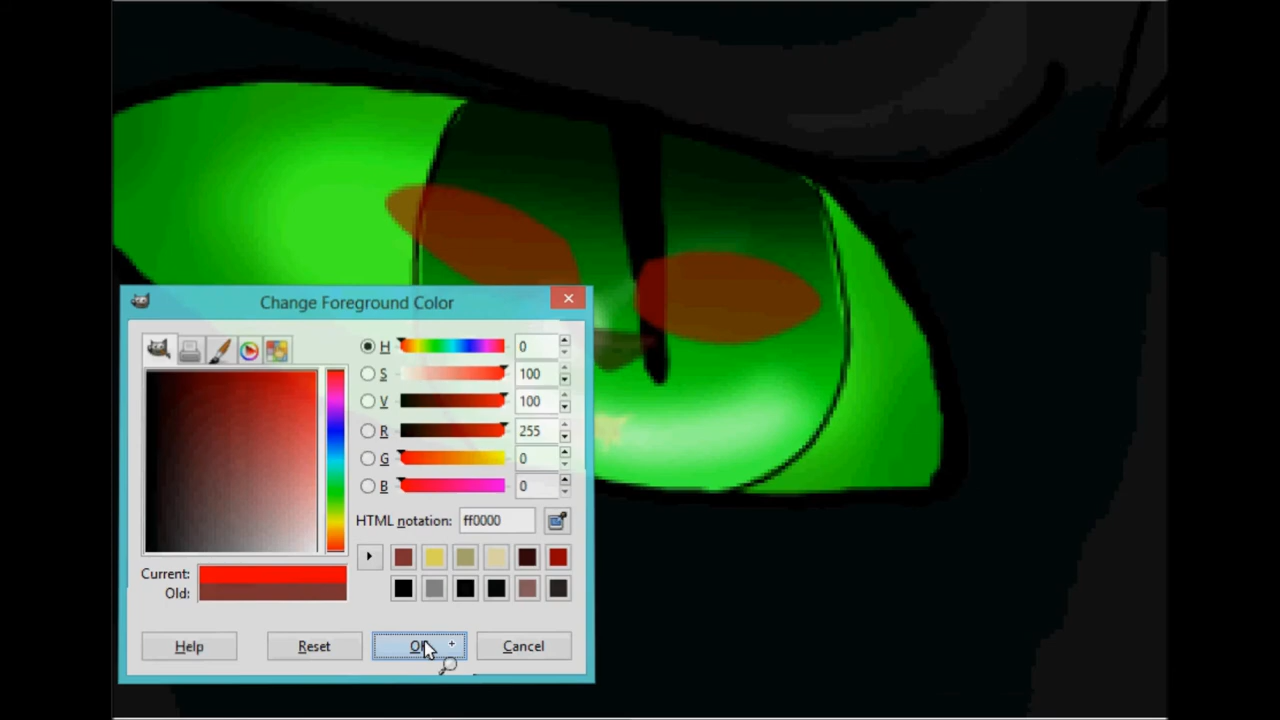 Change Foreground Color
H 0
S 100
V 100
R 255
G 0
B 0
HTML notation: ff0000
Current:
Old:
Help Reset Cancel